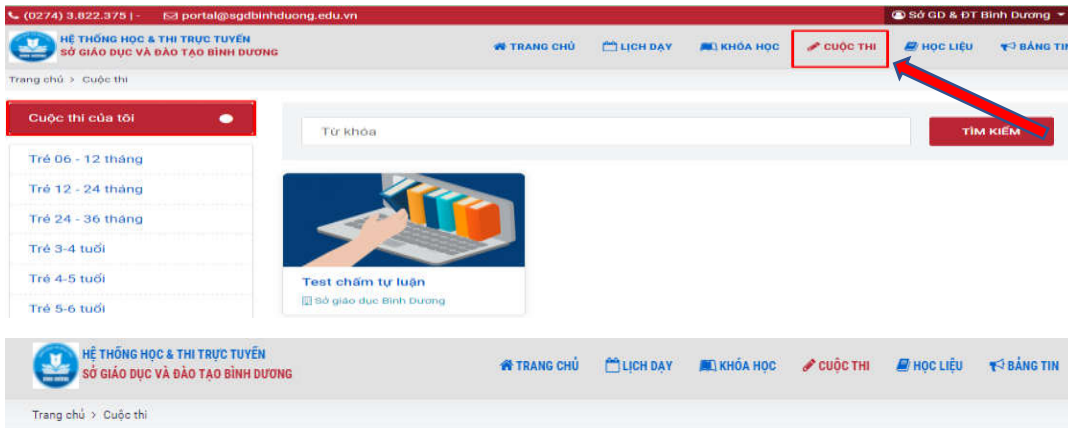 (0274) 3.822.375 | - portal@sgdbinhduong.edu.vn Sở GD & ĐT Bình Dương
HỆ THỐNG HỌC & THI TRỰC TUYẾN
SỞ GIÁO DỤC VÀ ĐÀO TẠO BÌNH DƯƠNG
TRANG CHỦ LỊCH DẠY KHÓA HỌC CUỘC THI HỌC LIỆU BẢNG TIN
Trang chủ > Cuộc thi
Cuộc thi của tôi
Từ khóa TÌM KIẾM
Trẻ 06 - 12 tháng
Trẻ 12 - 24 tháng
Trẻ 24 - 36 tháng
Trẻ 3-4 tuổi
Trẻ 4-5 tuổi
Trẻ 5-6 tuổi
Test chấm tự luận
Sở giáo dục Bình Dương
HỆ THỐNG HỌC & THI TRỰC TUYẾN
SỞ GIÁO DỤC VÀ ĐÀO TẠO BÌNH DƯƠNG
TRANG CHỦ LỊCH DẠY KHÓA HỌC CUỘC THI HỌC LIỆU BẢNG TIN
Trang chủ > Cuộc thi